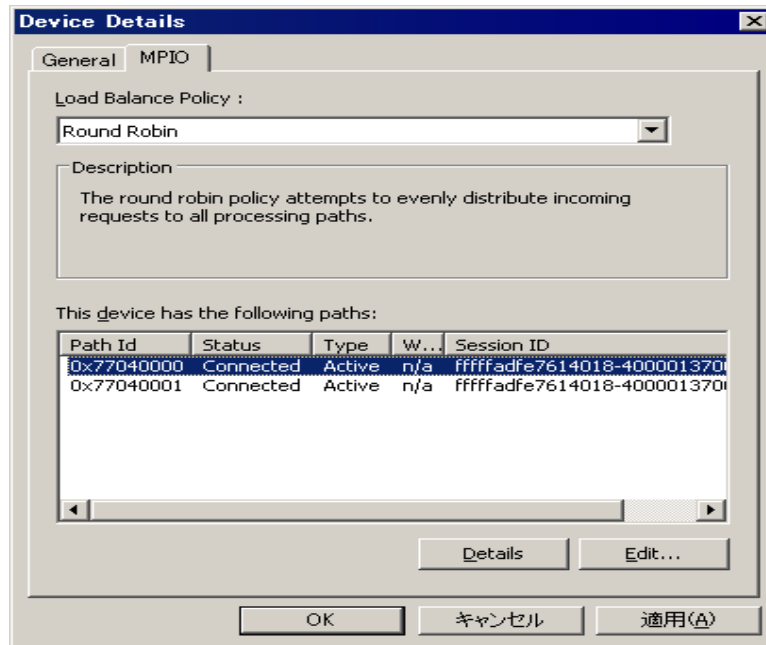 Device Details
General MPIO
Load Balance Policy :
Round Robin
Description
The round robin policy attempts to evenly distribute incoming
requests to all processing paths.
This device has the following paths:
Path Id Status Type W... Session ID
0x77040000 Connected Active n/a fffffadfe7614018-400001370
0x77040001 Connected Active n/a fffffadfe7614018-400001370
Details Edit...
OK キャンセル 適用(A)